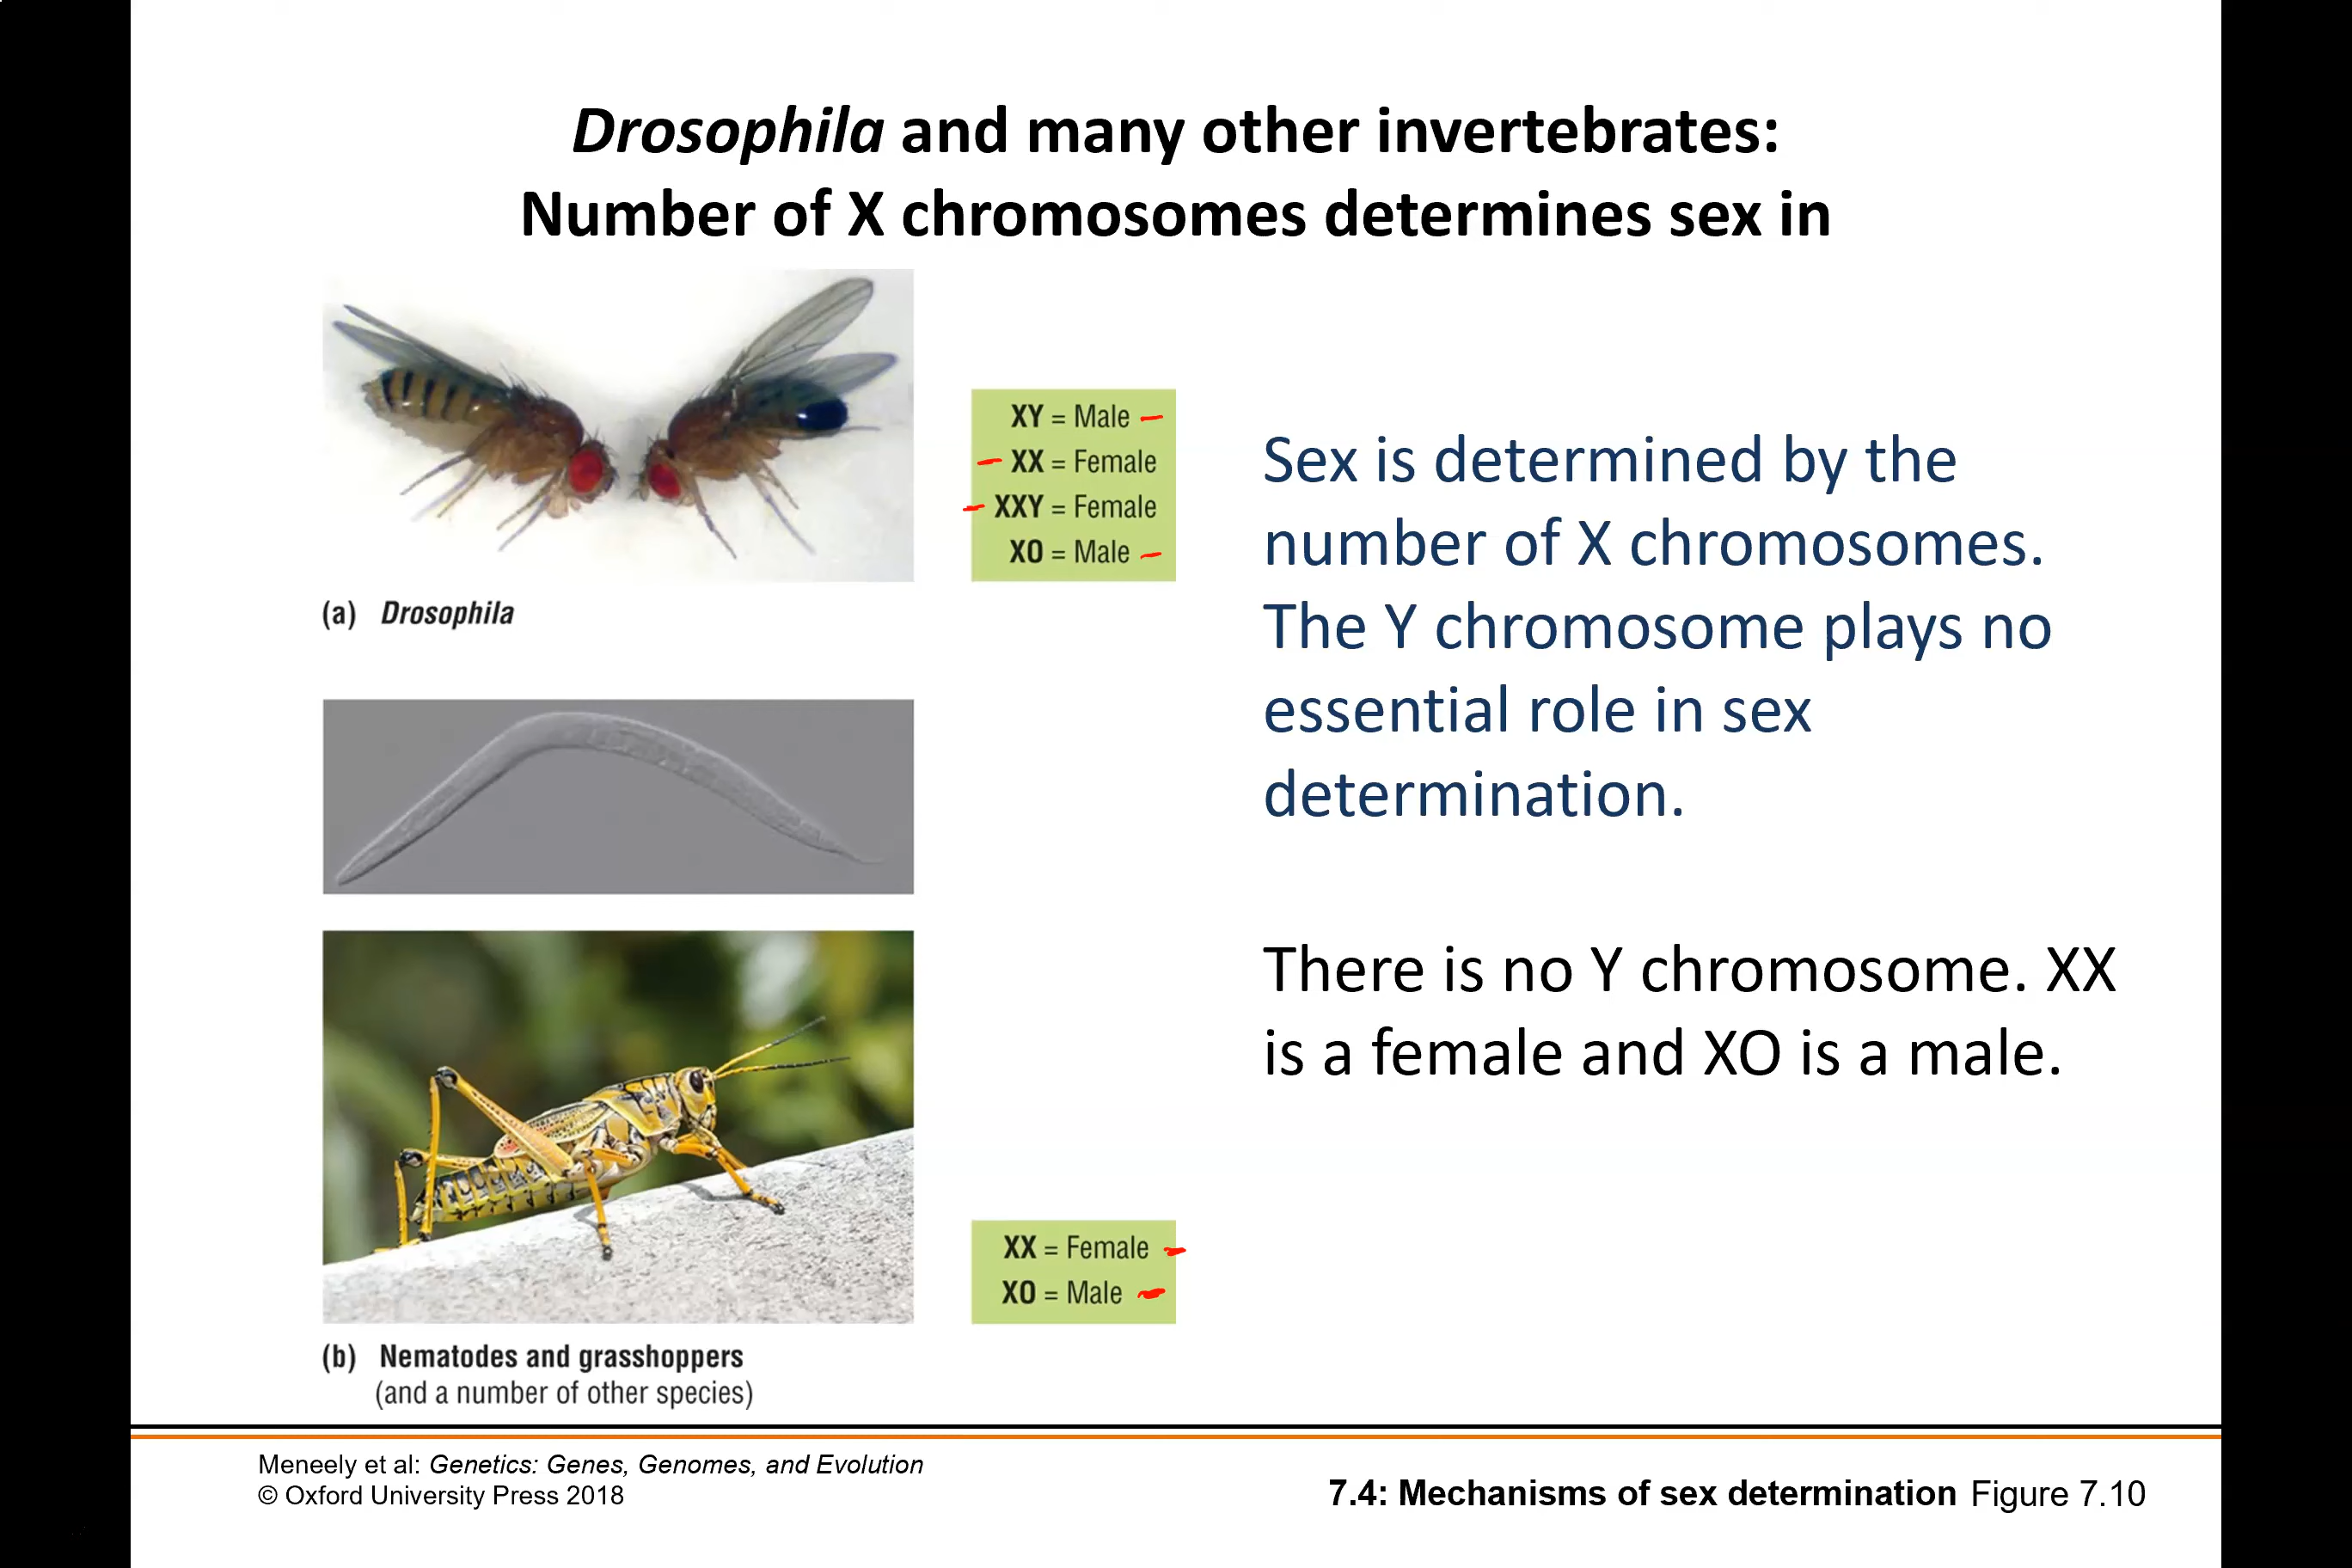 Drosophila and many other invertebrates:
Number of X chromosomes determines sex in
XY = Male
XX = Female
XXY = Female
XO = Male
(a) Drosophila
Sex is determined by the
number of X chromosomes.
The Y chromosome plays no
essential role in sex
determination.
There is no Y chromosome. XX
is a female and XO is a male.
XX = Female
XO = Male
(b) Nematodes and grasshoppers
(and a number of other species)
Meneely et al: Genetics: Genes, Genomes, and Evolution
© Oxford University Press 2018
7.4: Mechanisms of sex determination Figure 7.10